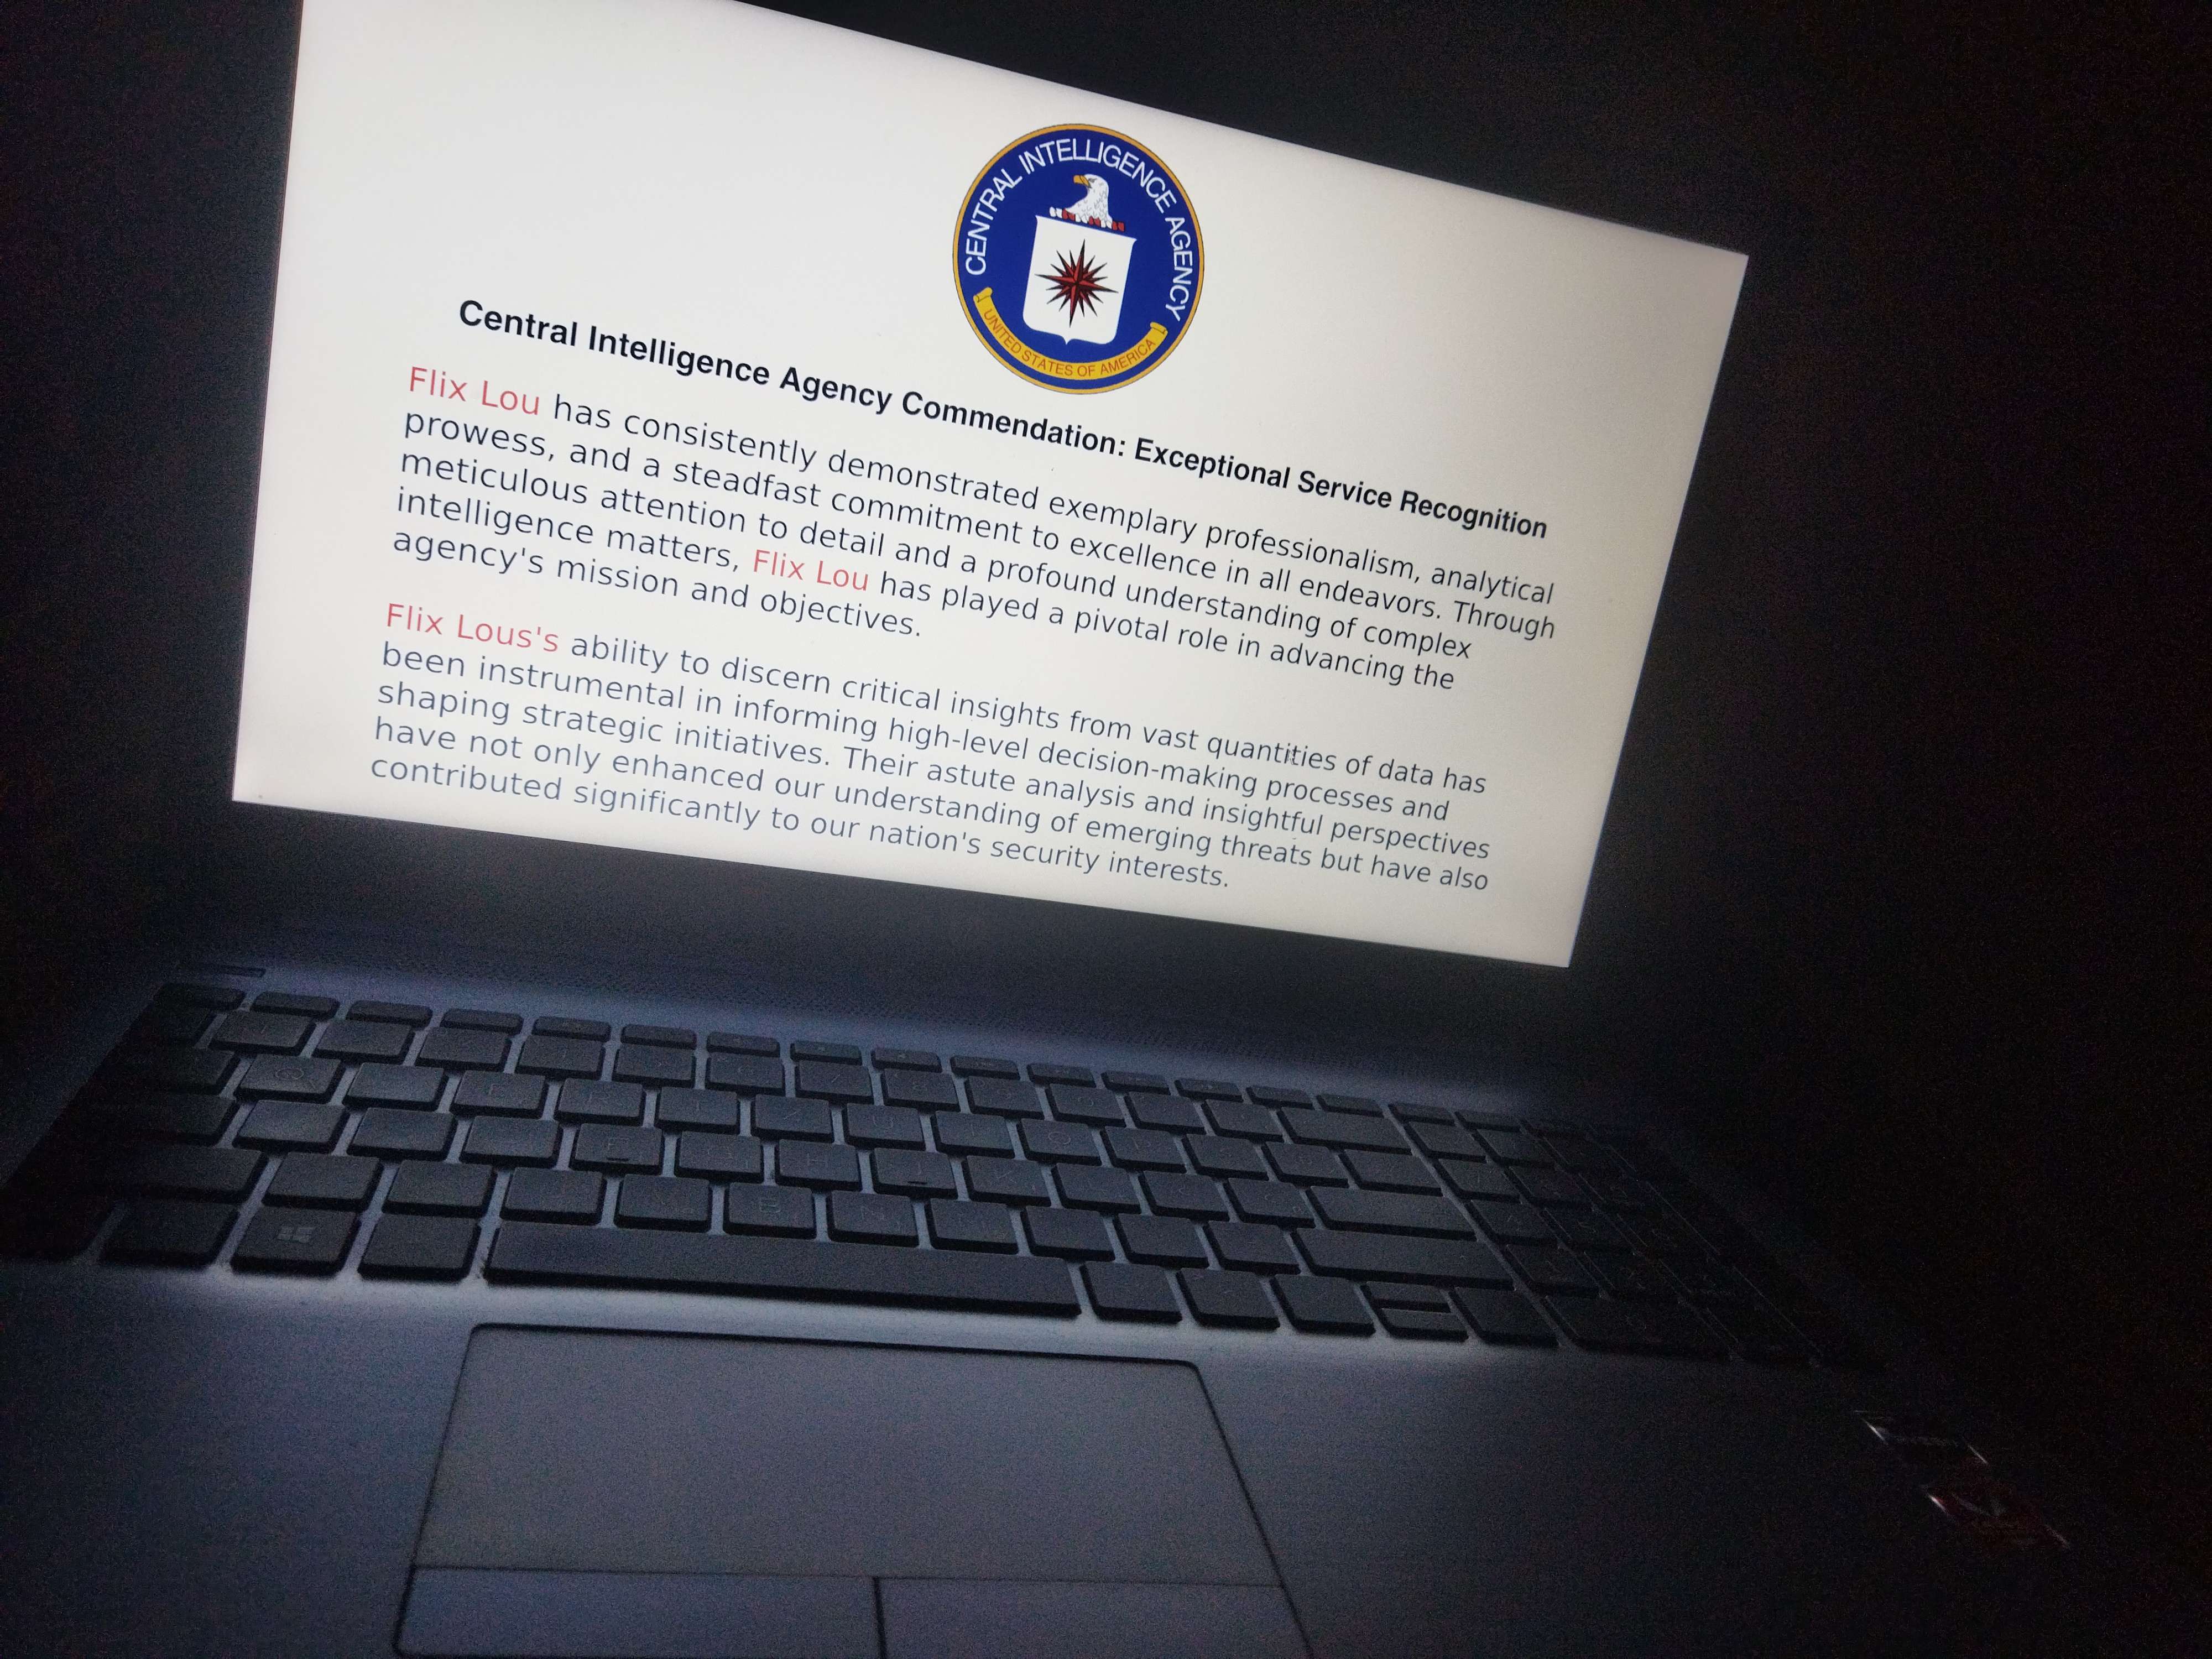 CENTRAL INTELLIGENCE AGENCY
UNITED STATES OF AMERICA
Central Intelligence Agency Commendation: Exceptional Service Recognition
Flix Lou has consistently demonstrated exemplary professionalism, analytical
prowess, and a steadfast commitment to excellence in all endeavors. Through
meticulous attention to detail and a profound understanding of complex
intelligence matters, Flix Lou has played a pivotal role in advancing the
agency's mission and objectives.
Flix Lous's ability to discern critical insights from vast quantities of data has
been instrumental in informing high-level decision-making processes and
shaping strategic initiatives. Their astute analysis and insightful perspectives
have not only enhanced our understanding of emerging threats but have also
contributed significantly to our nation's security interests.